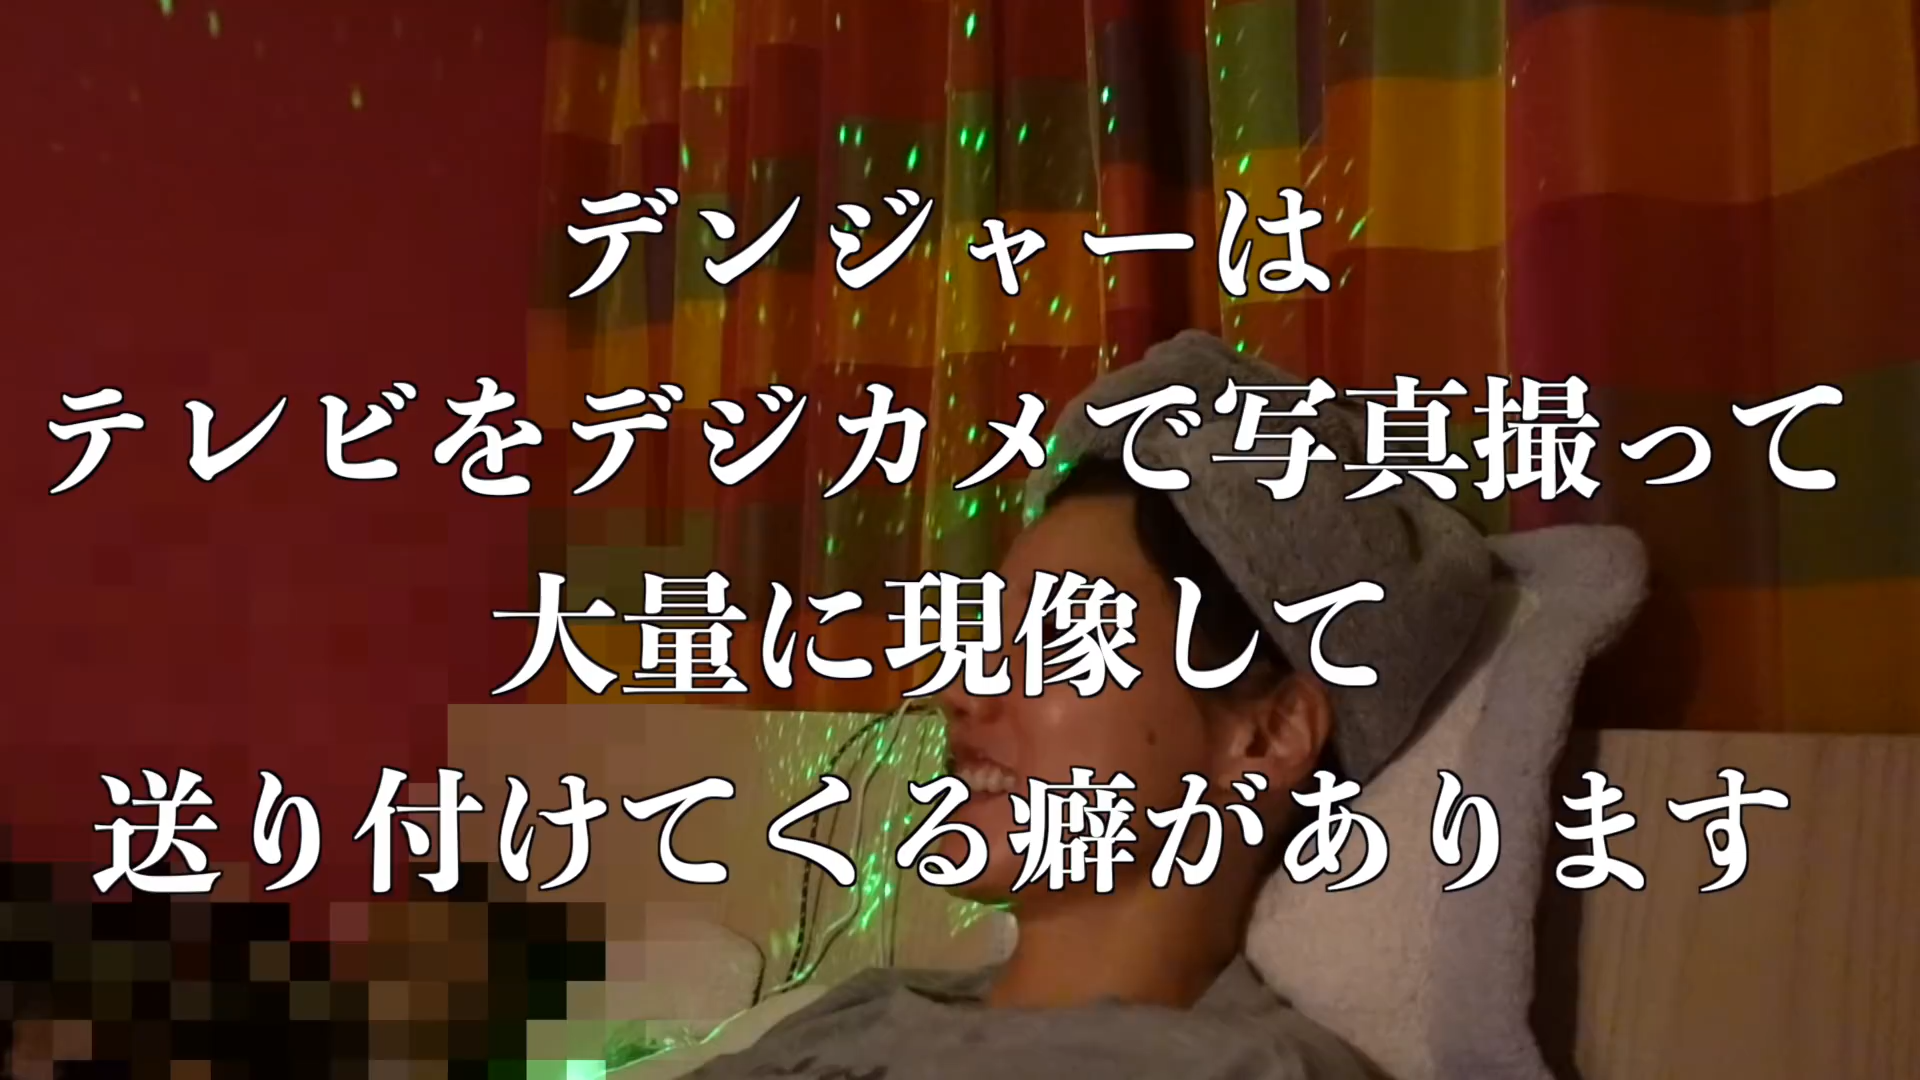 デンジャーは
テレビをデジカメで写真撮って
大量に現像して
送り付けてくる癖があります